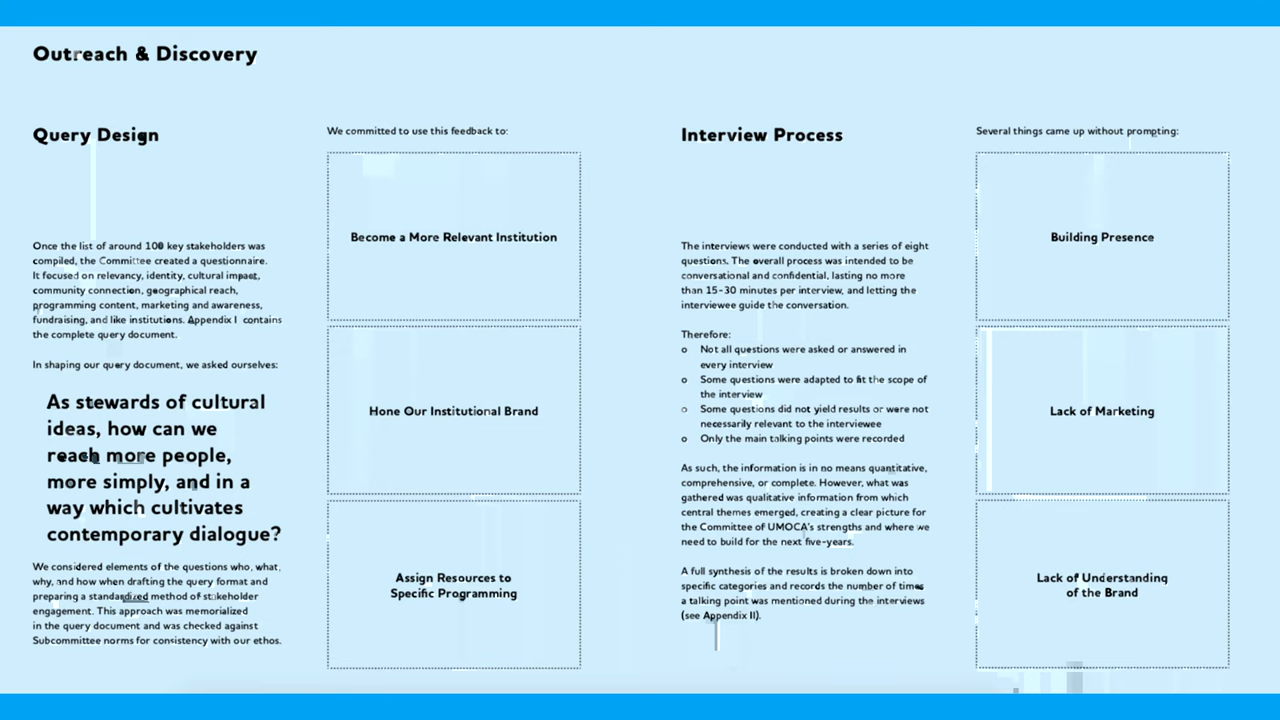 Outreach & Discovery
Query Design
Once the list of around 100 key stakeholders was
compiled, the Committee created a questionnaire.
It focused on relevancy, identity, cultural impact,
community connection, geographical reach,
programming content, marketing and awareness,
fundraising, and like institutions. Appendix I contains
the complete query document.
In shaping our query document, we asked ourselves:
As stewards of cultural
ideas, how can we
reach more people,
more simply, and in a
way which cultivates
contemporary dialogue?
We considered elements of the questions who, what,
why, and how when drafting the query format and
preparing a standardized method of stakeholder
engagement. This approach was memorialized
in the query document and was checked against
Subcommittee norms for consistency with our ethos.
We committed to use this feedback to:
Become a More Relevant Institution
Hone Our Institutional Brand
Assign Resources to
Specific Programming
Interview Process
The interviews were conducted with a series of eight
questions. The overall process was intended to be
conversational and confidential, lasting no more
than 15-30 minutes per interview, and letting the
interviewee guide the conversation.
Therefore:
o Not all questions were asked or answered in
every interview
o Some questions were adapted to fit the scope of
the interview
o Some questions did not yield results or were not
necessarily relevant to the interviewee
o Only the main talking points were recorded
As such, the information is in no means quantitative,
comprehensive, or complete. However, what was
gathered was qualitative information from which
central themes emerged, creating a clear picture for
the Committee of UMOCA's strengths and where we
need to build for the next five-years.
A full synthesis of the results is broken down into
specific categories and records the number of times
a talking point was mentioned during the interviews
(see Appendix II).
Several things came up without prompting:
Building Presence
Lack of Marketing
Lack of Understanding
of the Brand